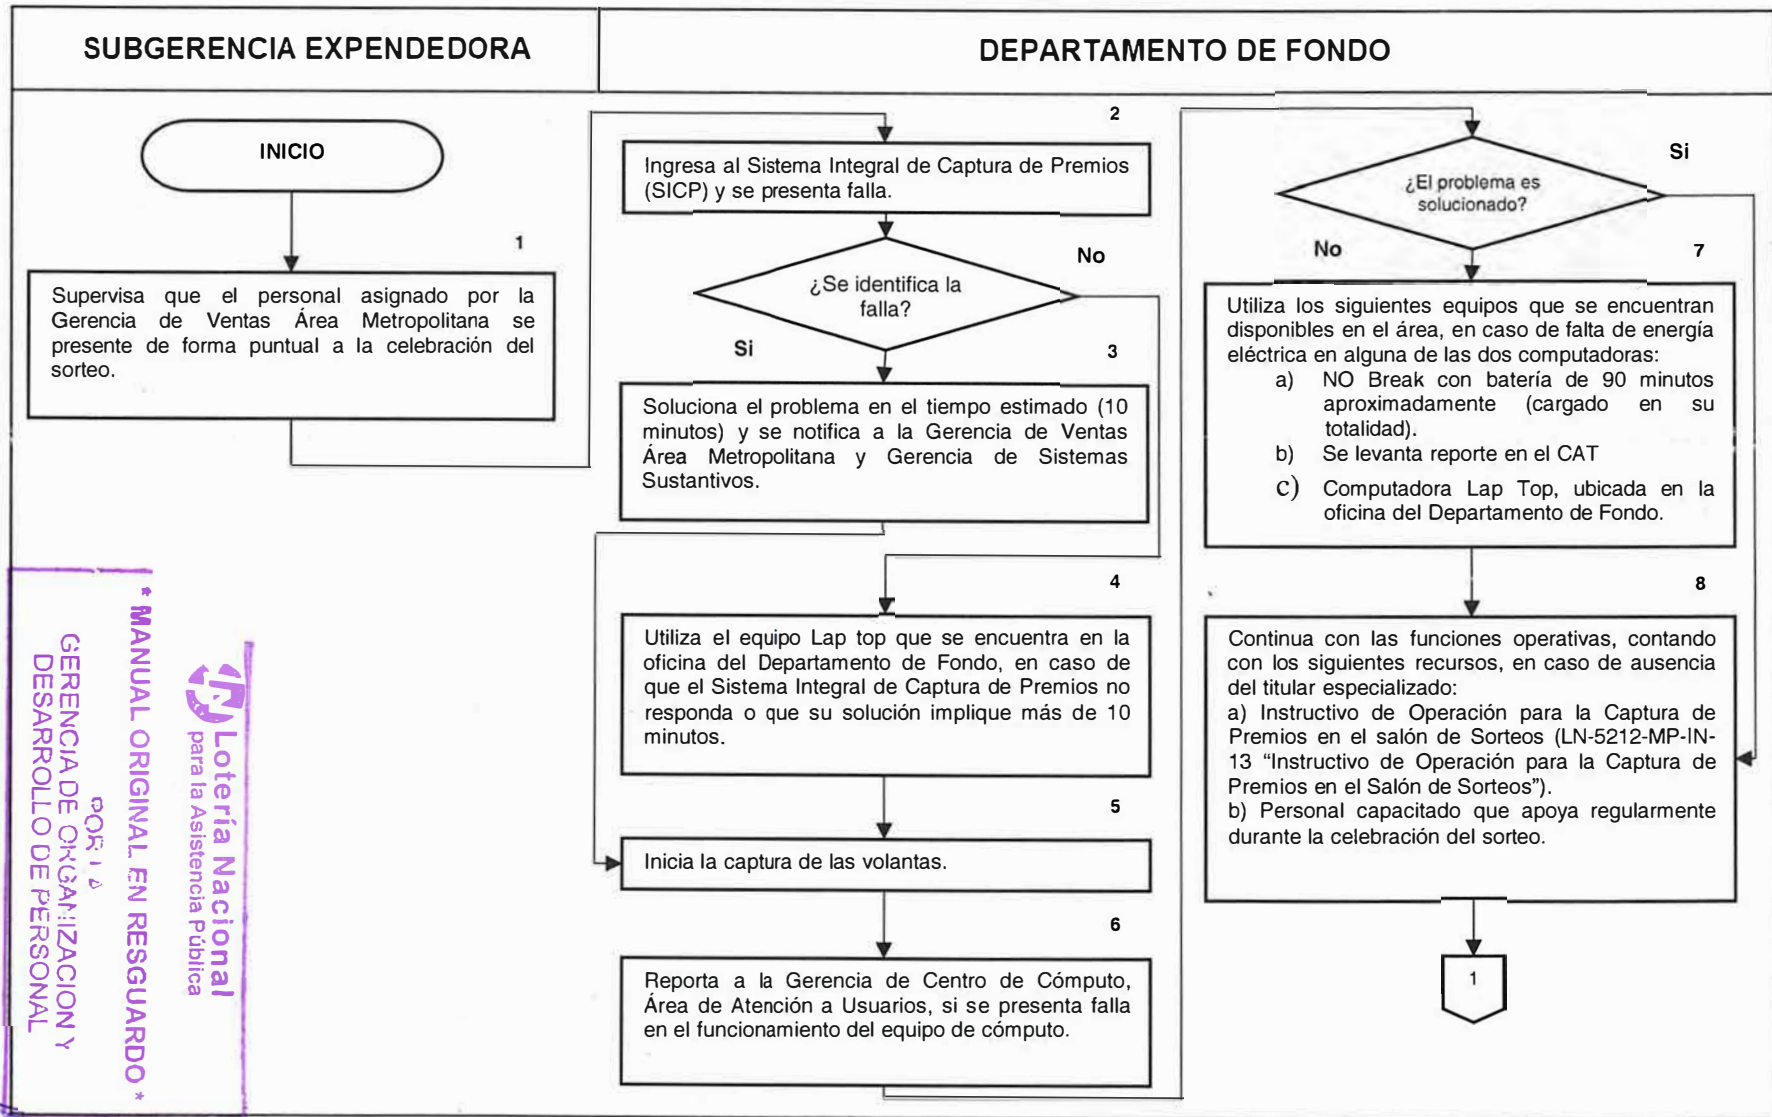 SUBGERENCIA EXPENDEDORA
DEPARTAMENTO DE FONDO
INICIO
1
Supervisa que el personal asignado por la
Gerencia de Ventas Área Metropolitana se
presente de forma puntual a la celebración del
sorteo.
2
Ingresa al Sistema Integral de Captura de Premios
(SICP) y se presenta falla.
¿Se identifica la
falla?
No
Si
3
Soluciona el problema en el tiempo estimado (10
minutos) y se notifica a la Gerencia de Ventas
Área Metropolitana y Gerencia de Sistemas
Sustantivos.
4
Utiliza el equipo Lap top que se encuentra en la
oficina del Departamento de Fondo, en caso de
que el Sistema Integral de Captura de Premios no
responda o que su solución implique más de 10
minutos.
5
Inicia la captura de las volantas.
6
Reporta a la Gerencia de Centro de Cómputo,
Área de Atención a Usuarios, si se presenta falla
en el funcionamiento del equipo de cómputo.
¿El problema es
solucionado?
Si
No
7
Utiliza los siguientes equipos que se encuentran
disponibles en el área, en caso de falta de energía
eléctrica en alguna de las dos computadoras:
a) NO Break con batería de 90 minutos
aproximadamente (cargado en su
totalidad).
b) Se levanta reporte en el CAT
c) Computadora Lap Top, ubicada en la
oficina del Departamento de Fondo.
8
Continua con las funciones operativas, contando
con los siguientes recursos, en caso de ausencia
del titular especializado:
a) Instructivo de Operación para la Captura de
Premios en el salón de Sorteos (LN-5212-MP-IN-
13 “Instructivo de Operación para la Captura de
Premios en el Salón de Sorteos”).
b) Personal capacitado que apoya regularmente
durante la celebración del sorteo.
1
Lotería Nacional
para la Asistencia Pública
* MANUAL ORIGINAL EN RESGUARDO *
POR LA
GERENCIA DE ORGANIZACION Y
DESARROLLO DE PERSONAL